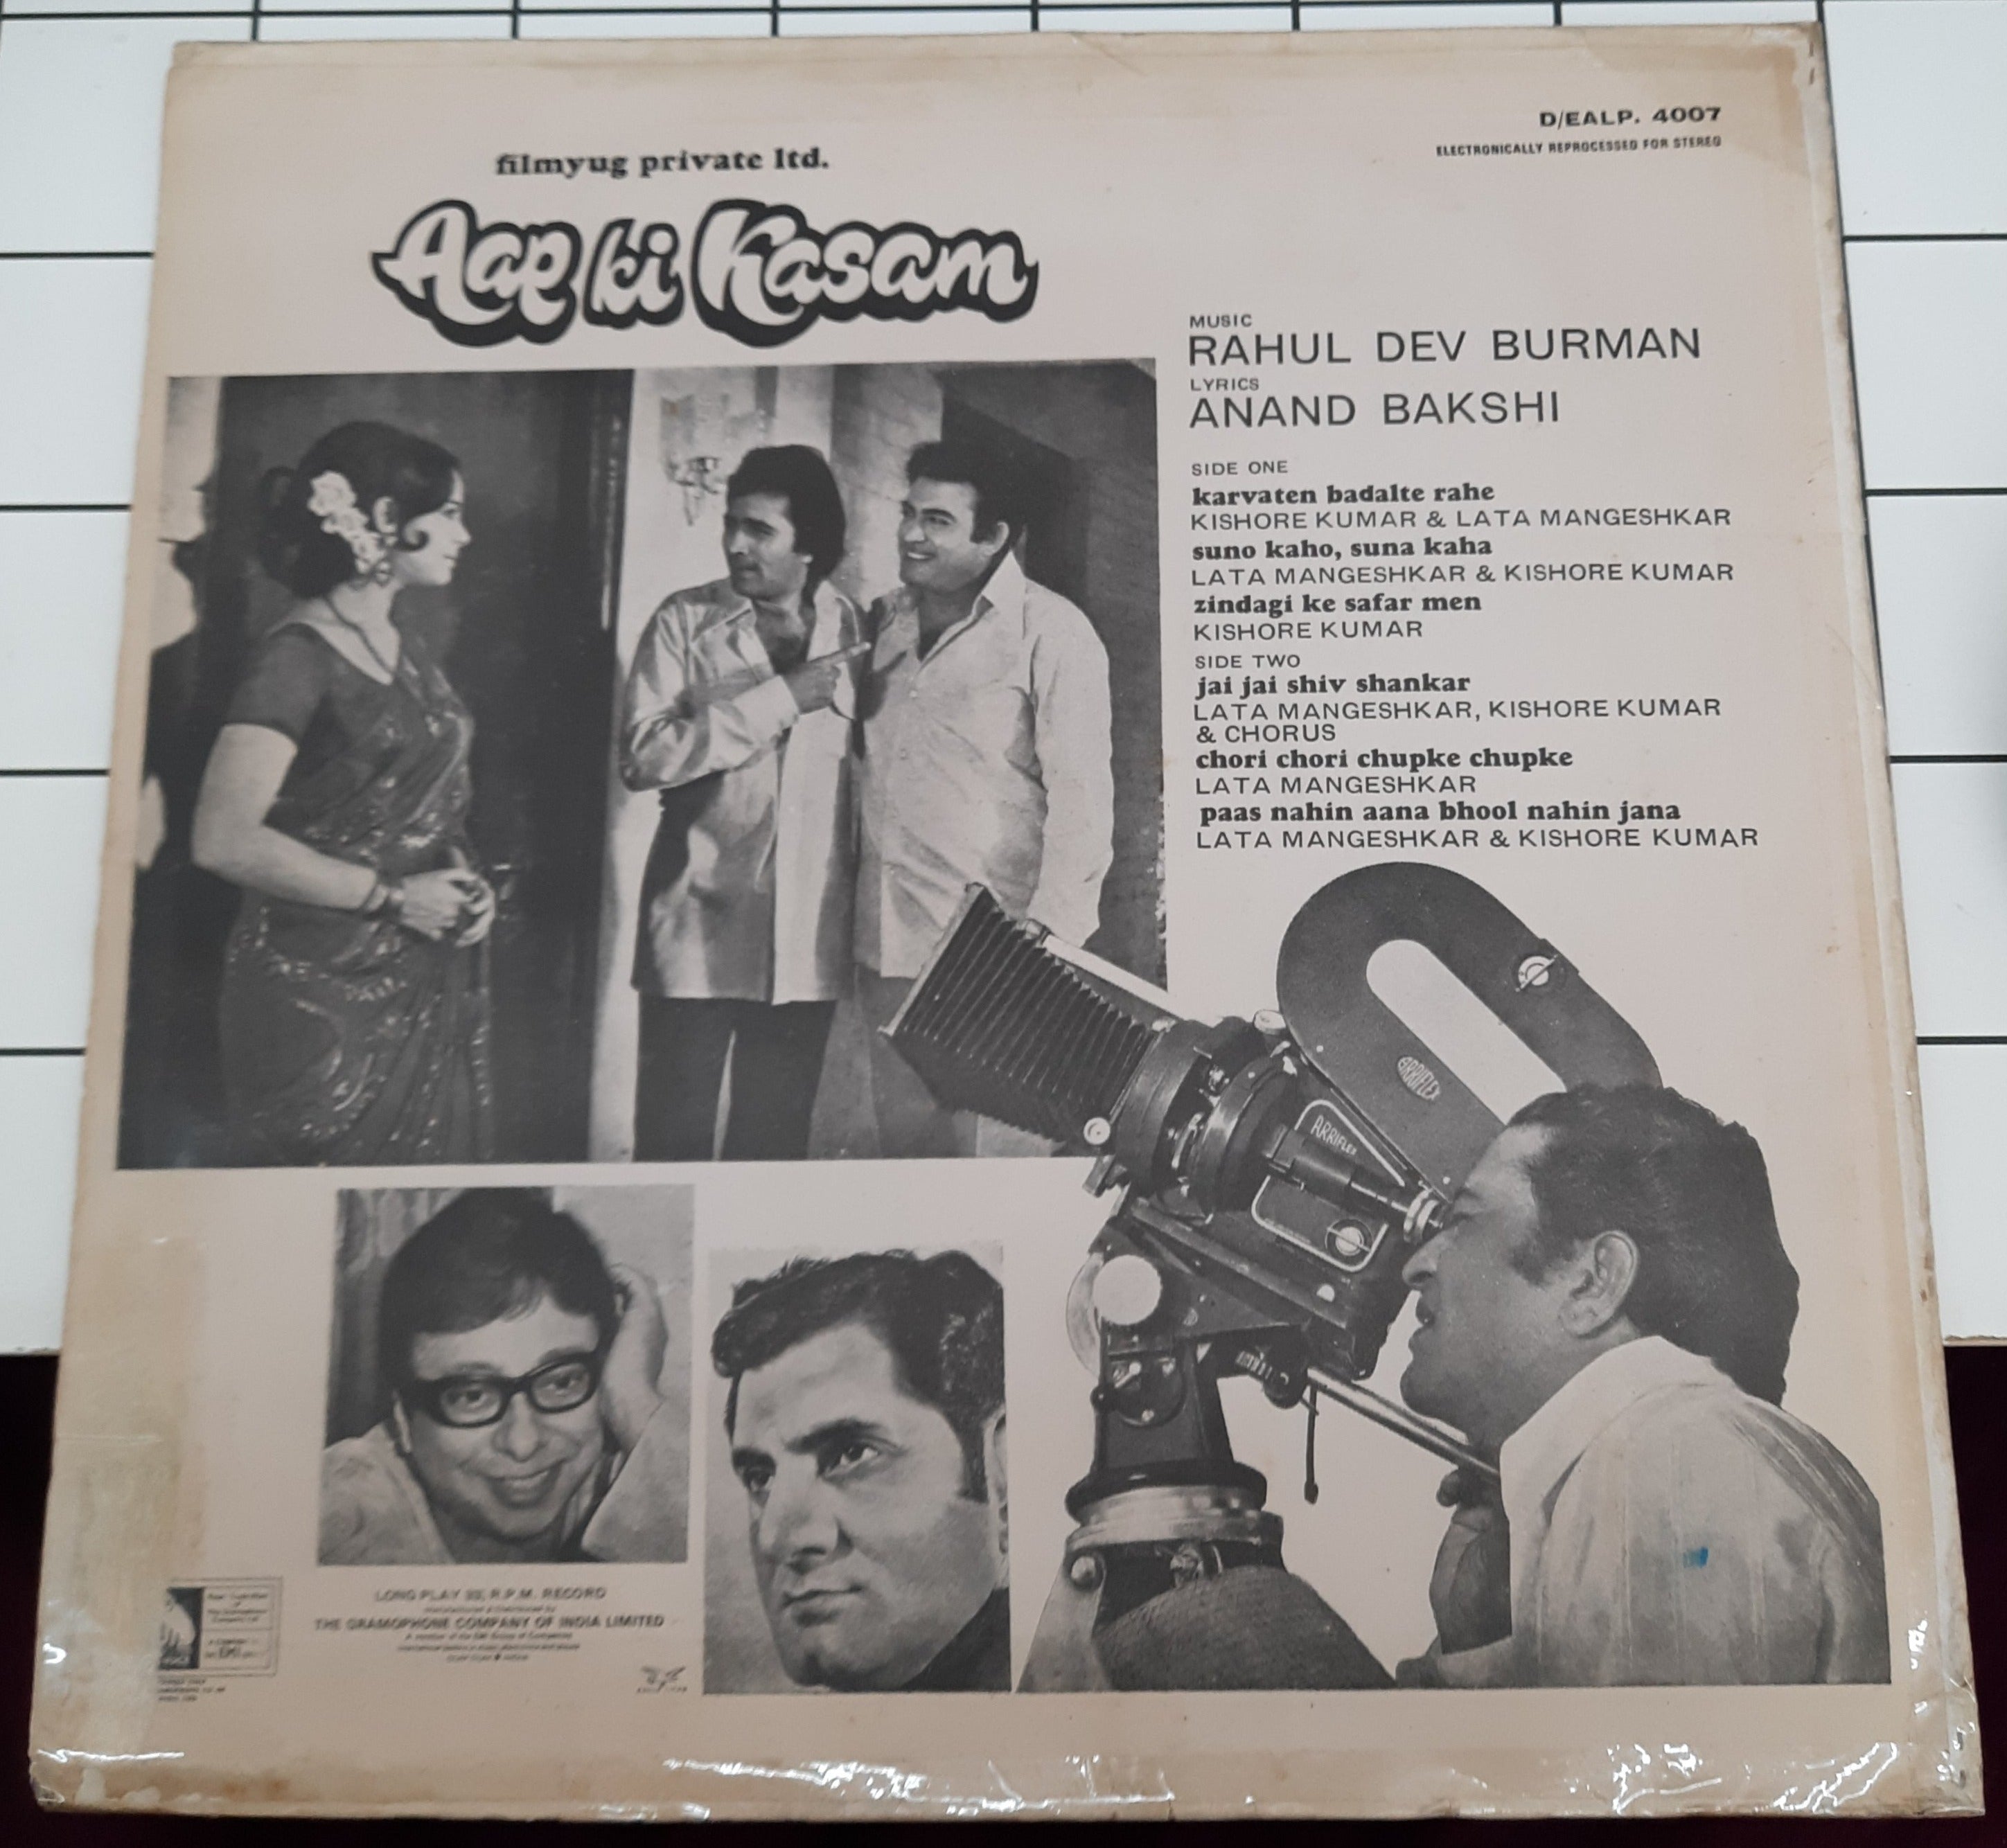 D/EALP. 4007
ELECTRONICALLY REPROCESSED FOR STEREO
filmyug private ltd.
Aap ki Kasam
MUSIC
RAHUL DEV BURMAN
LYRICS
ANAND BAKSHI
SIDE ONE
karvaten badalte rahe
KISHORE KUMAR & LATA MANGESHKAR
suno kaho, suna kaha
LATA MANGESHKAR & KISHORE KUMAR
zindagi ke safar men
KISHORE KUMAR
SIDE TWO
jai jai shiv shankar
LATA MANGESHKAR, KISHORE KUMAR
& CHORUS
chori chori chupke chupke
LATA MANGESHKAR
paas nahin aana bhool nahin jana
LATA MANGESHKAR & KISHORE KUMAR
ARRIFLEX
ARRIFLEX
LONG PLAY R.P.M. RECORD
THE GRAMOPHONE COMPANY OF INDIA LIMITED